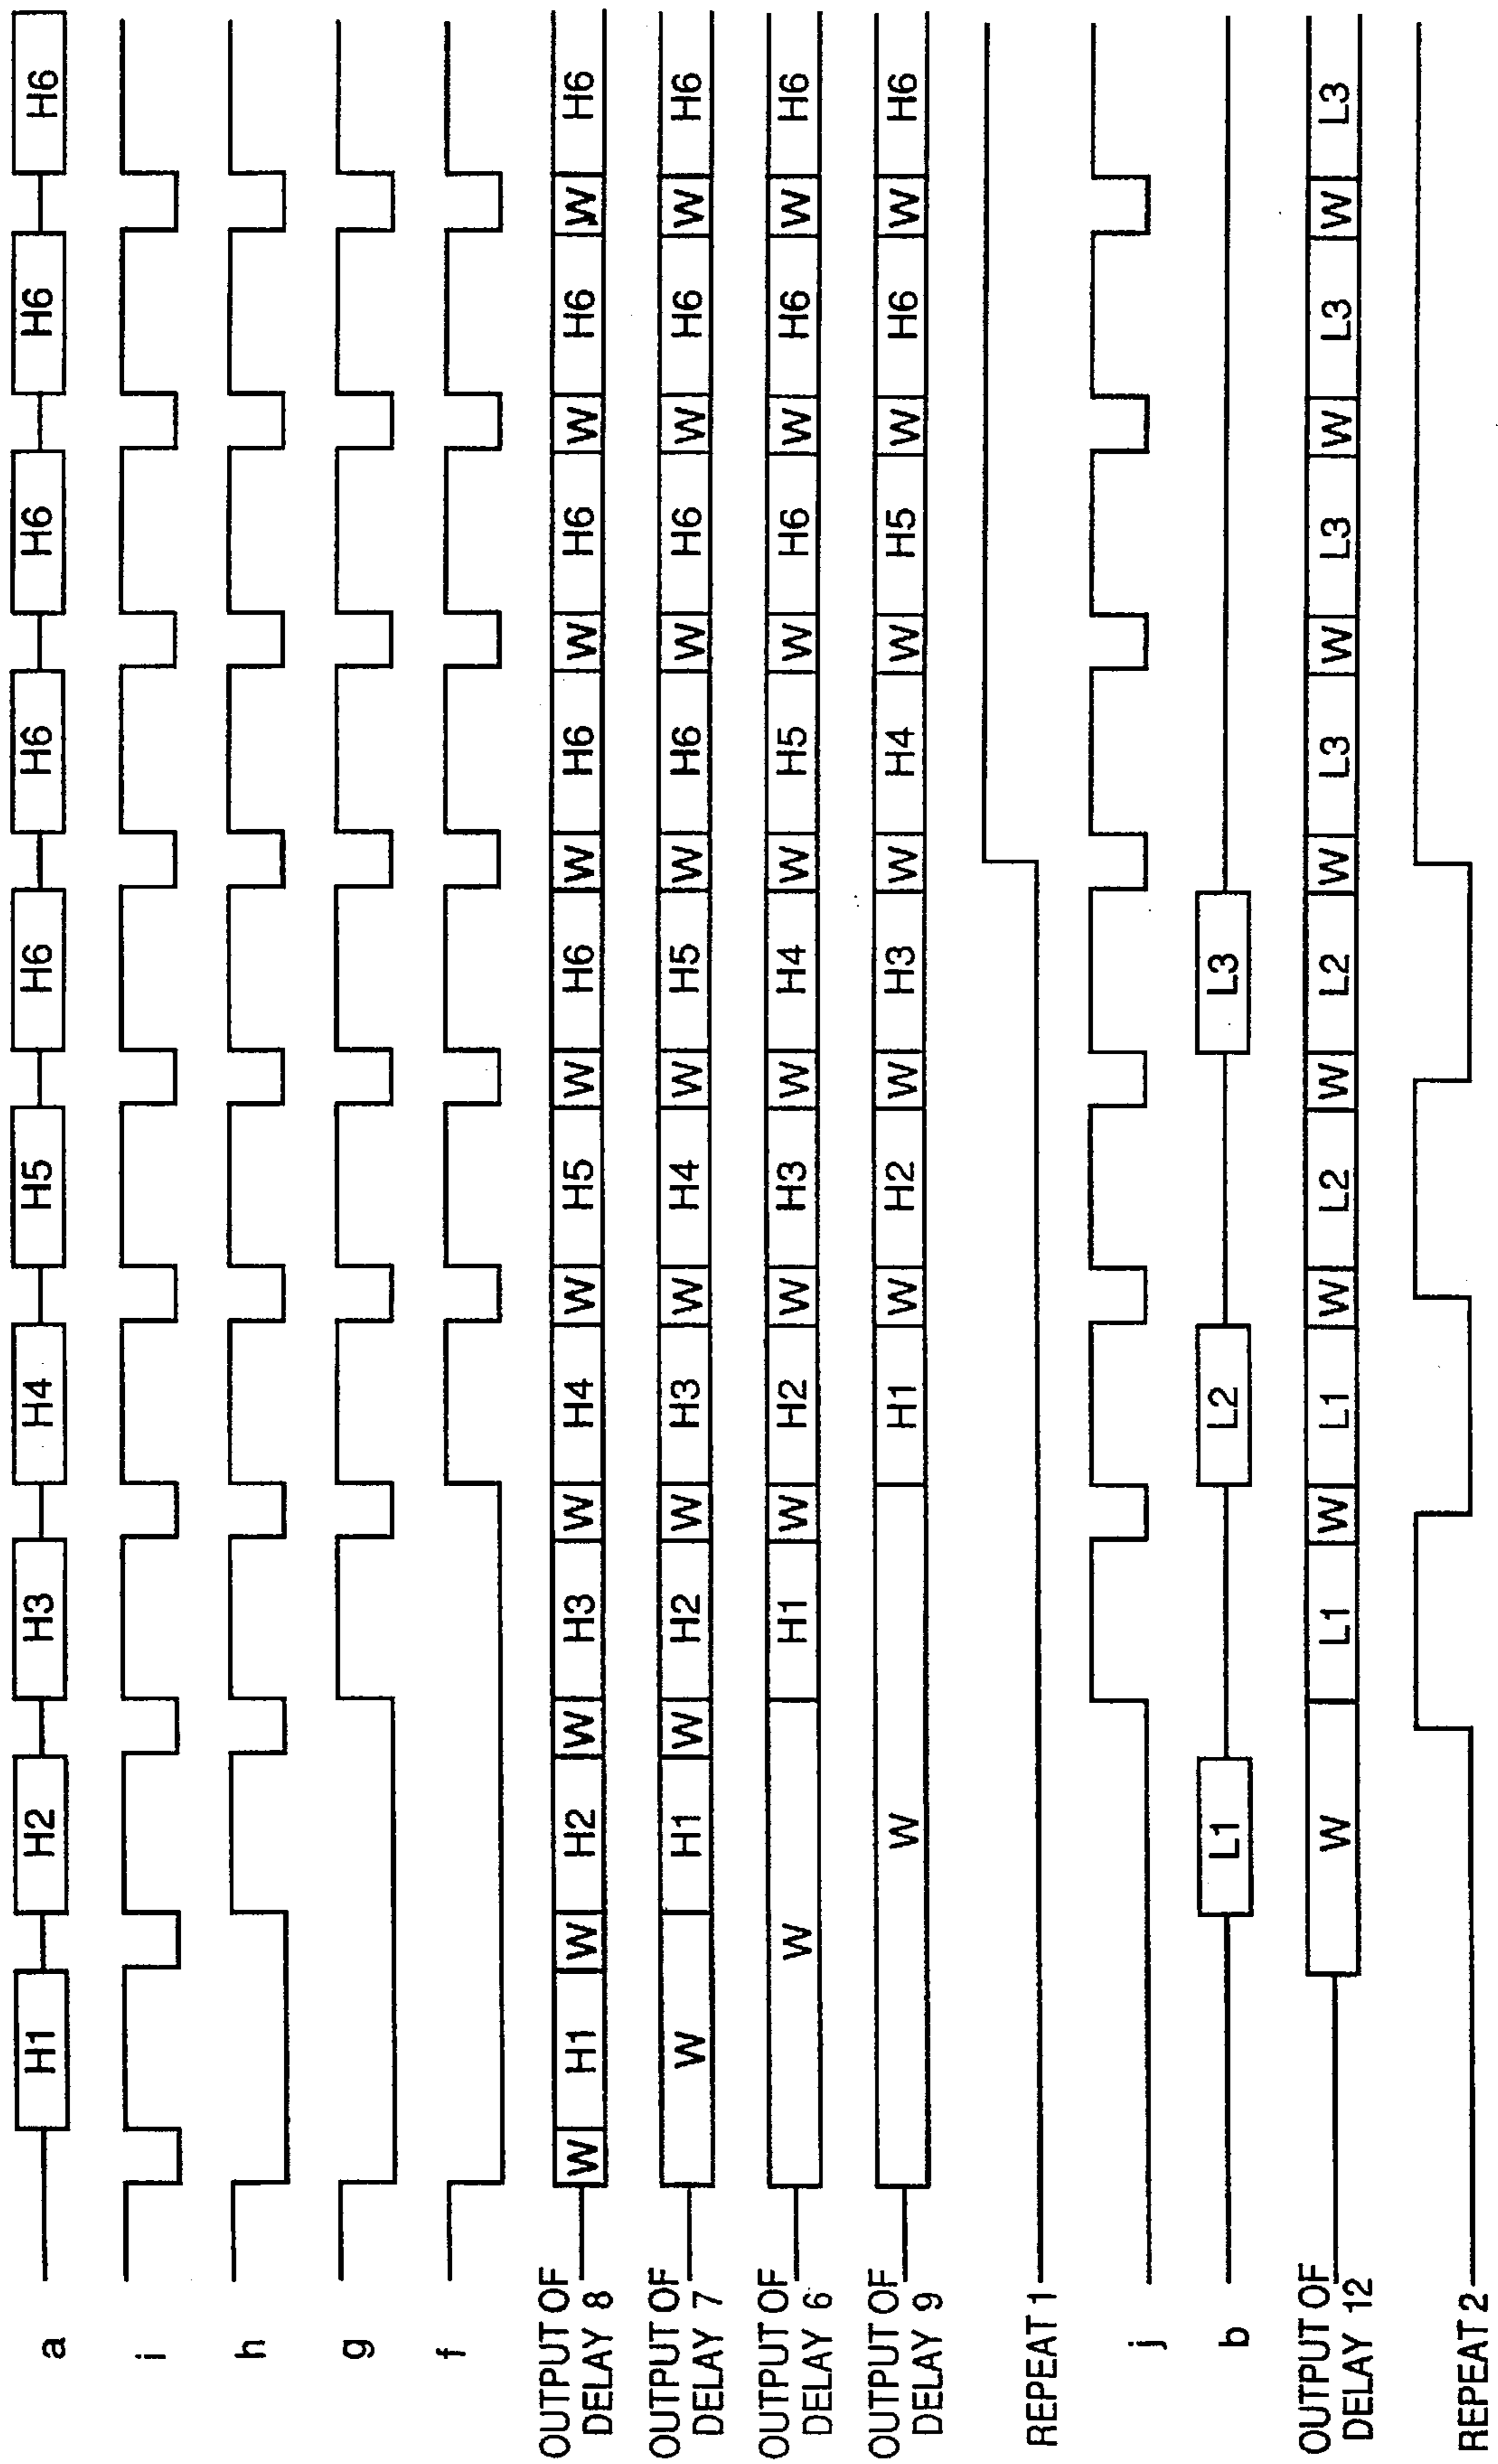 a H1 H2 H3 H4 H5 H6 H6 H6 H6 H6
i
h
g
f
OUTPUT OF
DELAY 8 W H1 W H2 W H3 W H4 W H5 W H6 W H6 W H6 W H6 W H6
OUTPUT OF
DELAY 7 W H1 W H2 W H3 W H4 W H5 W H6 W H6 W H6 W H6
OUTPUT OF
DELAY 6 W H1 W H2 W H3 W H4 W H5 W H6 W H6 W H6
OUTPUT OF
DELAY 9 W H1 W H2 W H3 W H4 W H5 W H6 W H6
REPEAT 1
j
b L1 L2 L3
OUTPUT OF
DELAY 12 W L1 W L1 W L2 W L2 W L3 W L3 W L3 W L3
REPEAT 2